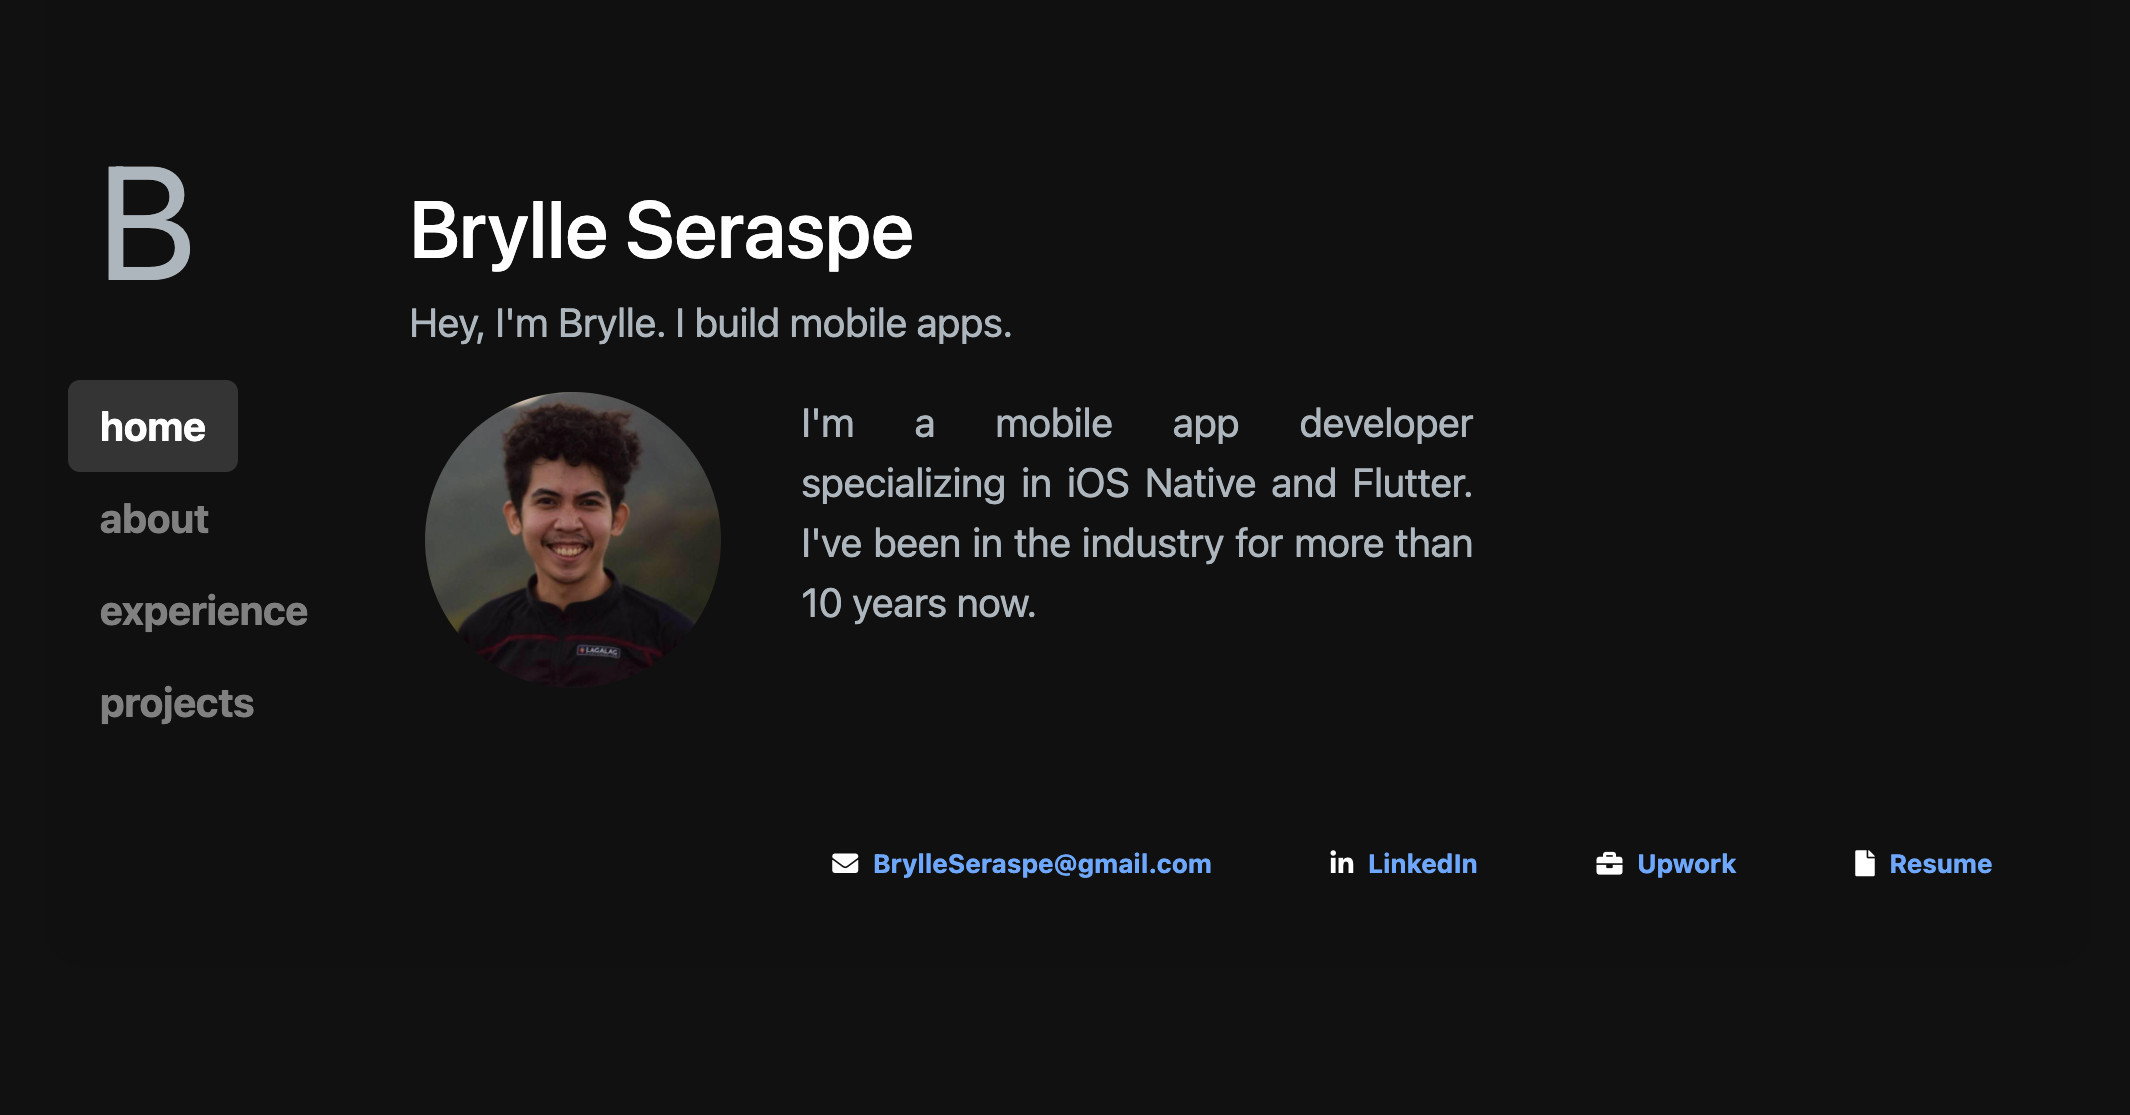 B
home
about
experience
projects
Brylle Seraspe
Hey, I'm Brylle. I build mobile apps.
LAGALAG
I'm a mobile app developer
specializing in iOS Native and Flutter.
I've been in the industry for more than
10 years now.
BrylleSeraspe@gmail.com
in LinkedIn
Upwork
Resume